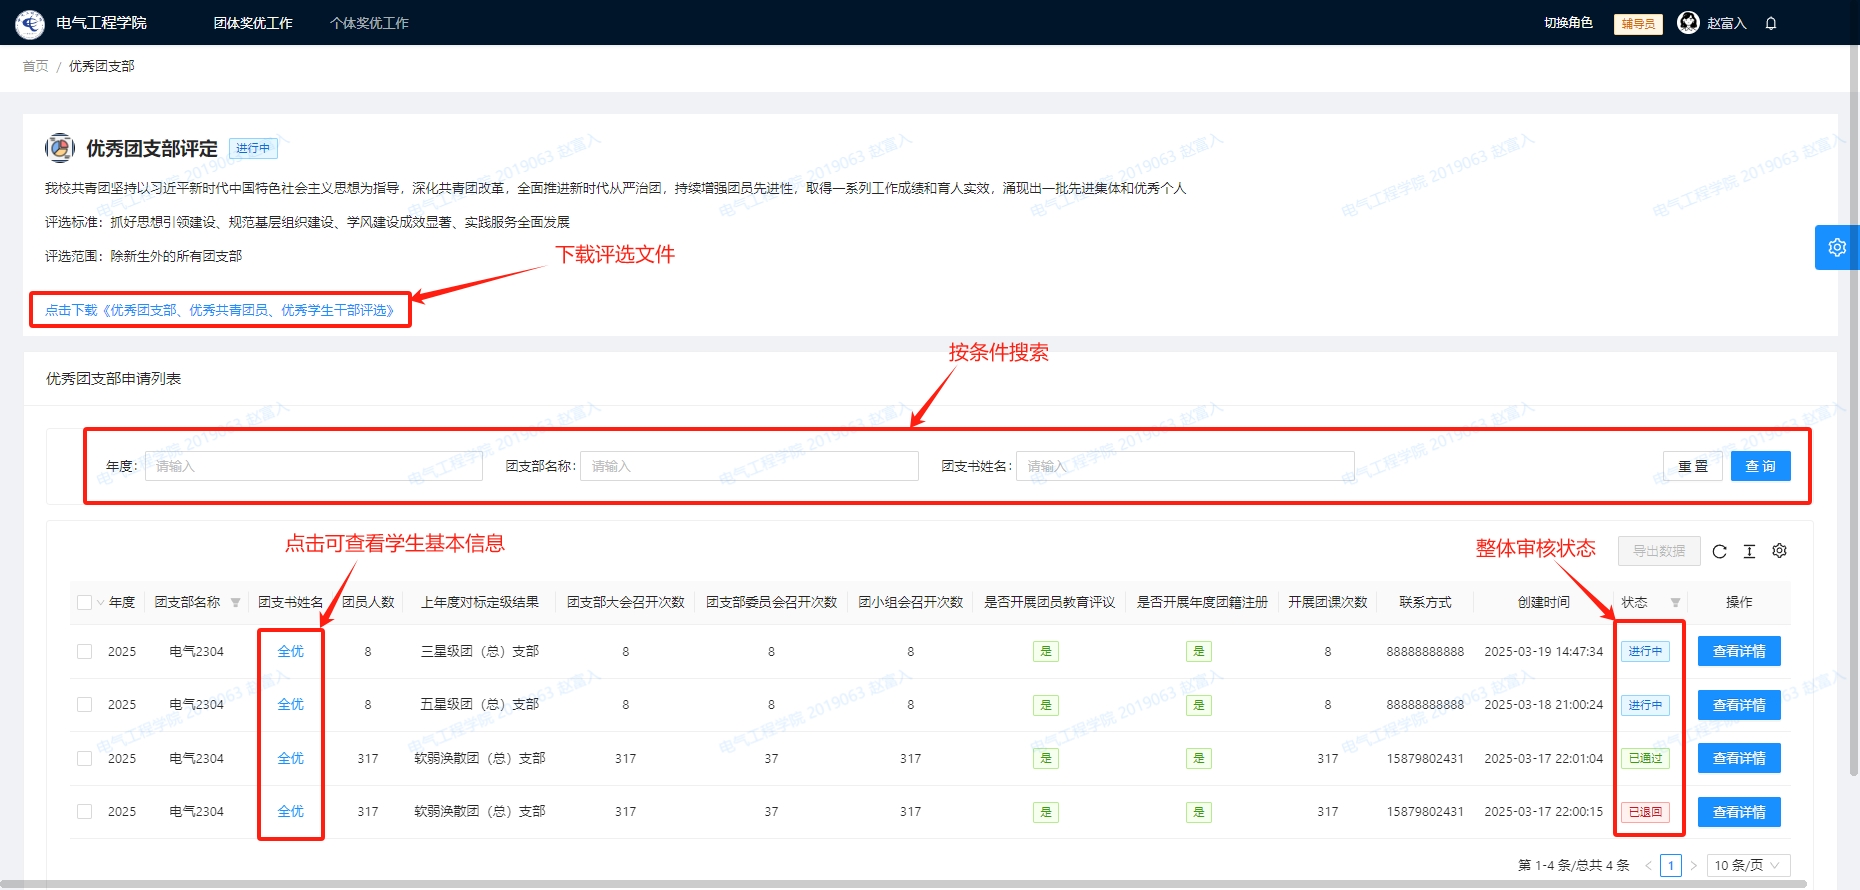 电气工程学院 团体奖优工作 个体奖优工作 切换角色 辅导员 赵富入
首页 / 优秀团支部
优秀团支部评定 进行中
我校共青团坚持以习近平新时代中国特色社会主义思想为指导，深化共青团改革，全面推进新时代从严治团，持续增强团员先进性，取得一系列工作成绩和育人实效，涌现出一批先进集体和优秀个人
评选标准：抓好思想引领建设、规范基层组织建设、学风建设成效显著、实践服务全面发展
评选范围：除新生外的所有团支部
下载评选文件
点击下载《优秀团支部、优秀共青团员、优秀学生干部评选》
按条件搜索
优秀团支部申请列表
年度： 请输入 团支部名称： 请输入 团支书姓名： 请输入 重 置 查 询
点击可查看学生基本信息
整体审核状态 导出数据
年度 团支部名称 团支书姓名 团员人数 上年度对标定级结果 团支部大会召开次数 团支部委员会召开次数 团小组会召开次数 是否开展团员教育评议 是否开展年度团籍注册 开展团课次数 联系方式 创建时间 状态 操作
2025 电气2304 全优 8 三星级团（总）支部 8 8 8 是 是 8 88888888888 2025-03-19 14:47:34 进行中 查看详情
2025 电气2304 全优 8 五星级团（总）支部 8 8 8 是 是 8 88888888888 2025-03-18 21:00:24 进行中 查看详情
2025 电气2304 全优 317 软弱涣散团（总）支部 317 37 317 是 是 317 15879802431 2025-03-17 22:01:04 已通过 查看详情
2025 电气2304 全优 317 软弱涣散团（总）支部 317 37 317 是 是 317 15879802431 2025-03-17 22:00:15 已退回 查看详情
第 1-4 条/总共 4 条 < 1 > 10 条/页
电气工程学院 2019063 赵富入